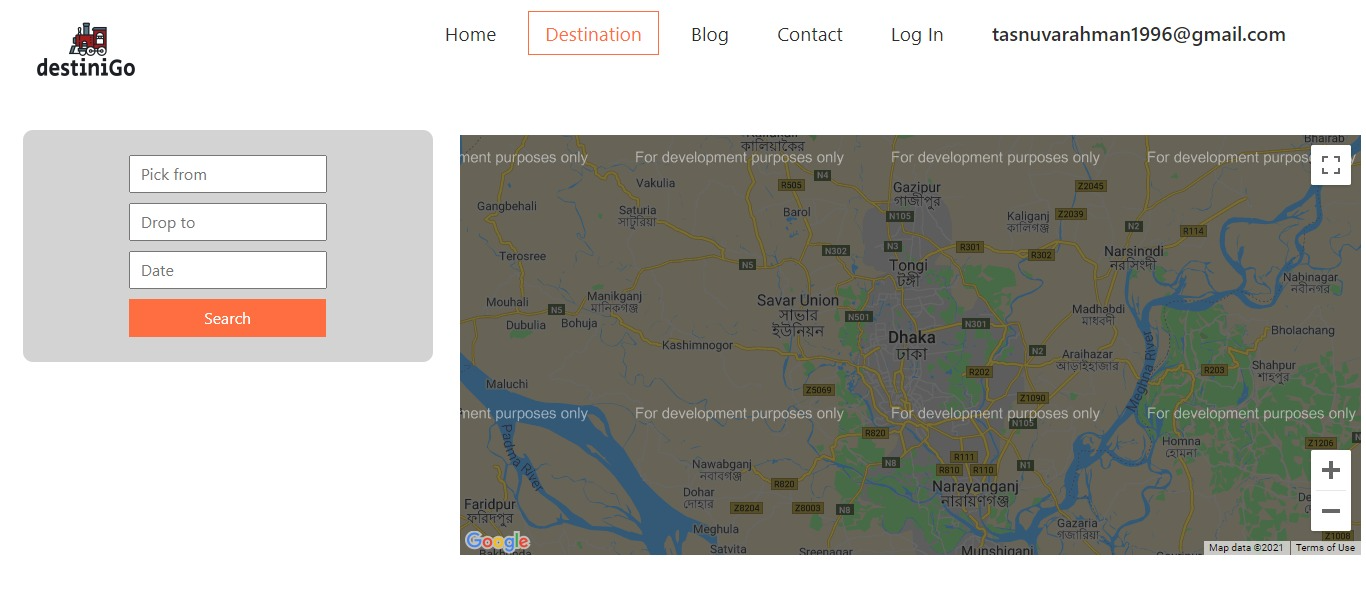 destiniGo
Home
Destination
Blog
Contact
Log In
tasnuvarahman1996@gmail.com
Pick from
Drop to
Date
Search
কালিয়াকৈর
Bhairab
ment purposes only
For development purposes only
For development purposes only
For development purposes
N4
Vakulia
R505
Gazipur
গাজীপুর
Z2045
Gangbehali
Saturia
সাটুরিয়া
Barol
N105
Kaliganj
কালিগঞ্জ
Z2039
N2
R114
Terosree
N5
N302
N3
R301
R302
Narsingdi
নরসিংদী
Tongi
টঙ্গী
Nabinagar
নবীনগর
Mouhali
N5
Manikganj
মানিকগঞ্জ
Savar Union
সাভার
ইউনিয়ন
N501
N301
Madhabdi
মাধবদী
Dubulia
Bohuja
Bholachang
Kashimnogor
Dhaka
ঢাকা
N2
Araihazar
আড়াইহাজার
Meghna River
R202
R203
Shahpur
শাহপুর
Maluchi
Z5069
Z1090
ment purposes only
For development purposes only
For development purposes only
For development purposes only
N105
Padma River
R820
Homna
হোমনা
Z1206
Nawabganj
নবাবগঞ্জ
N8
R111
R810
R110
N1
R820
Dohar
দোহার
Narayanganj
নারায়ণগঞ্জ
Faridpur
ফরিদপুর
Z8204
Z8003
N8
Meghula
Gazaria
গজারিয়া
Z1008
Google
Satvita
Sreenagar
Munshiganj
Map data ©2021
Terms of Use